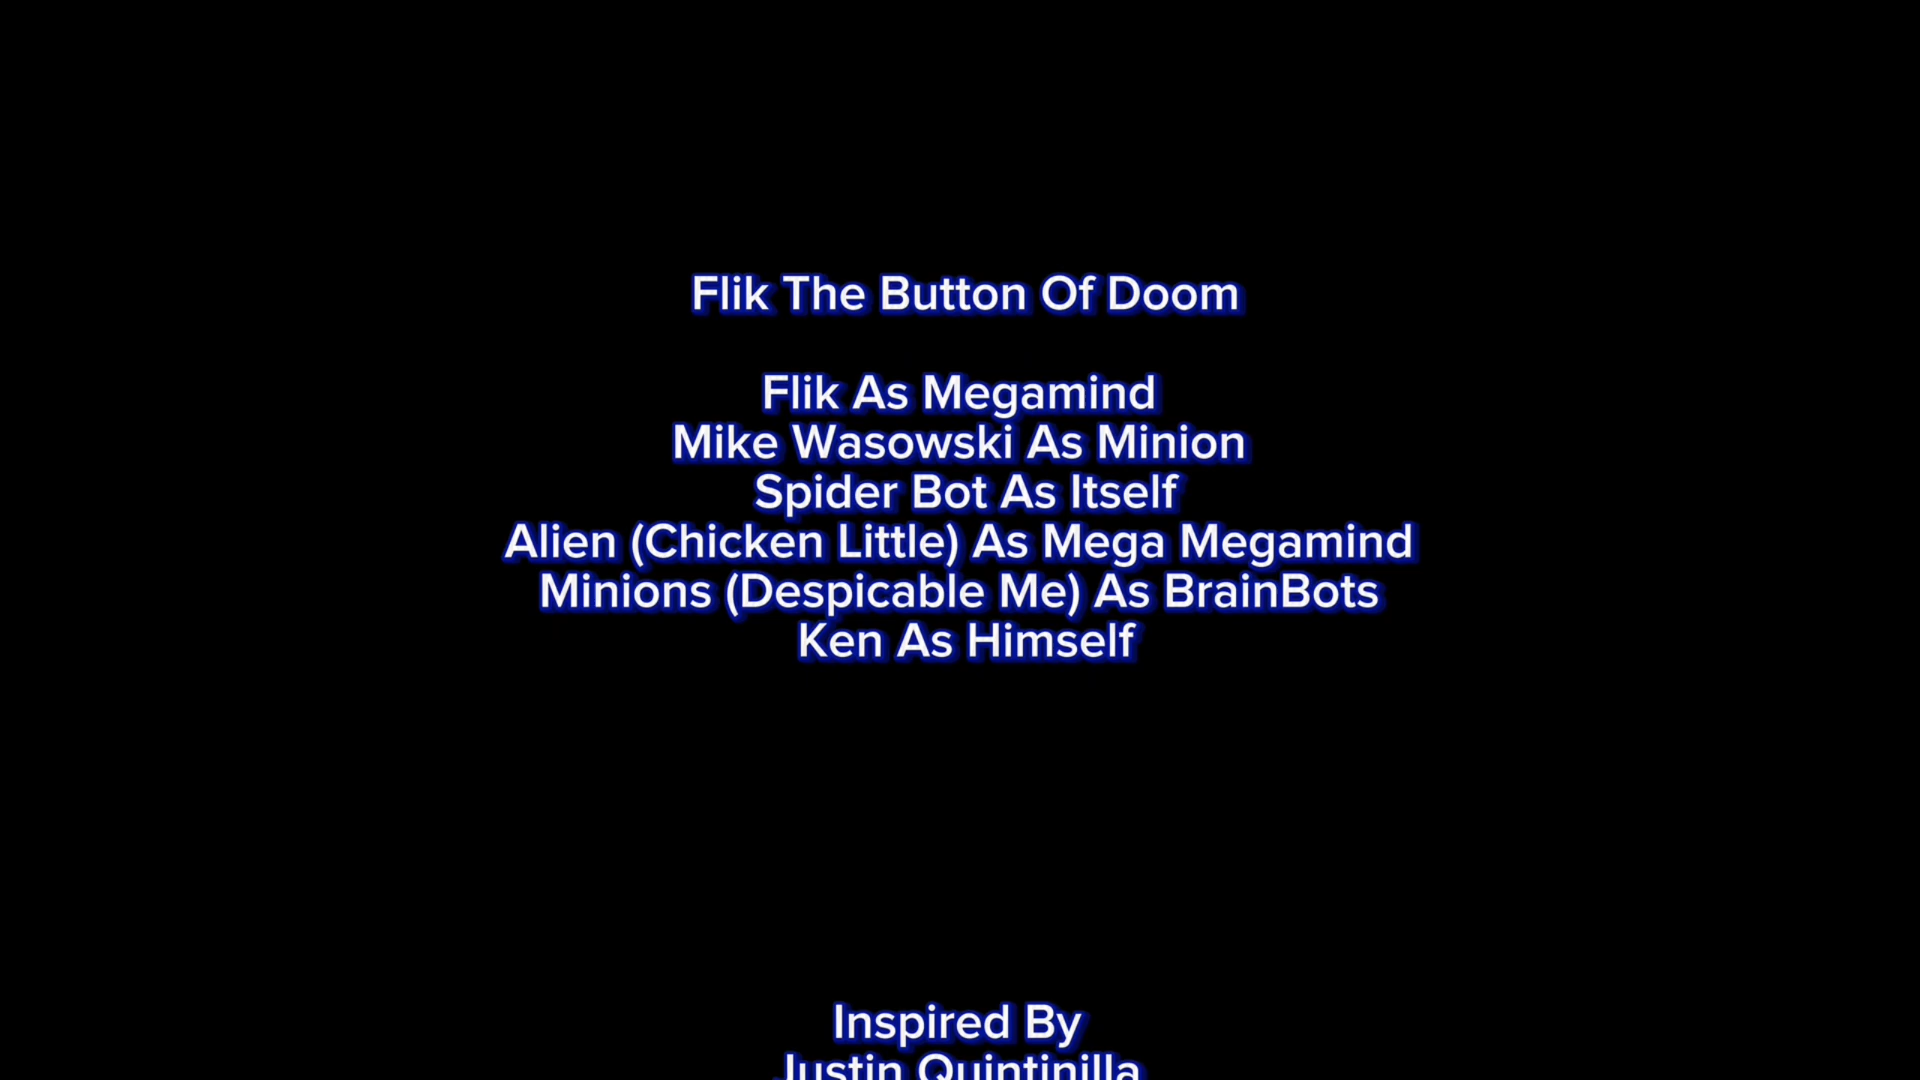 Flik The Button Of Doom
Flik As Megamind
Mike Wasowski As Minion
Spider Bot As Itself
Alien (Chicken Little) As Mega Megamind
Minions (Despicable Me) As BrainBots
Ken As Himself
Inspired By
Justin Quintinilla